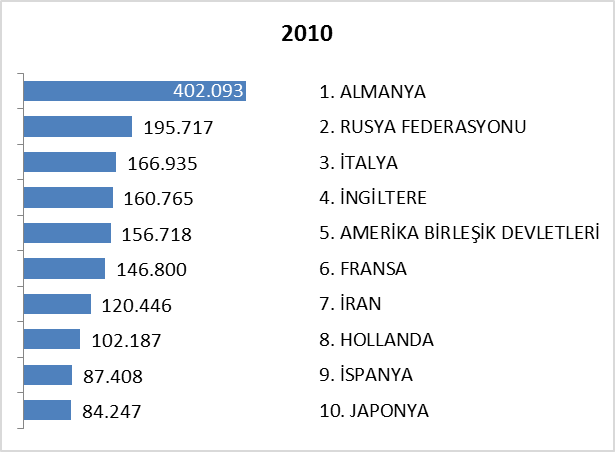 2010
402.093 1. ALMANYA
195.717 2. RUSYA FEDERASYONU
166.935 3. İTALYA
160.765 4. İNGİLTERE
156.718 5. AMERİKA BİRLEŞİK DEVLETLERİ
146.800 6. FRANSA
120.446 7. İRAN
102.187 8. HOLLANDA
87.408 9. İSPANYA
84.247 10. JAPONYA